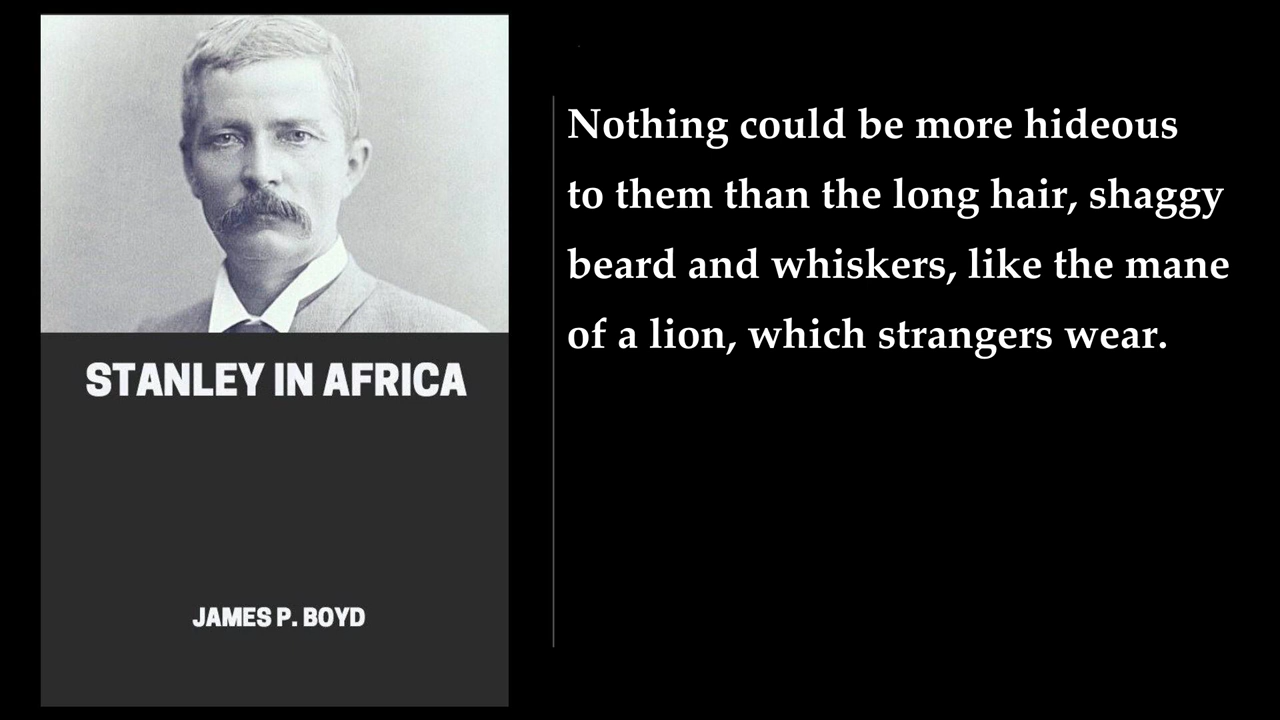 STANLEY IN AFRICA
JAMES P. BOYD
Nothing could be more hideous
to them than the long hair, shaggy
beard and whiskers, like the mane
of a lion, which strangers wear.